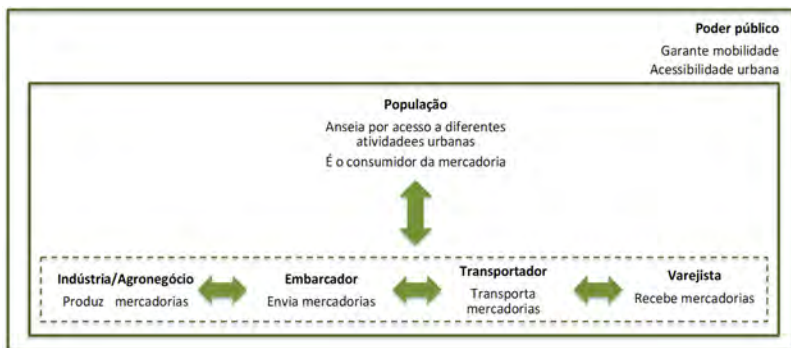 Poder público
Garante mobilidade
Acessibilidade urbana
População
Anseia por acesso a diferentes
atividadees urbanas
É o consumidor da mercadoria
Indústria/Agronegócio
Produz mercadorias
Embarcador
Envia mercadorias
Transportador
Transporta
mercadorias
Varejista
Recebe mercadorias